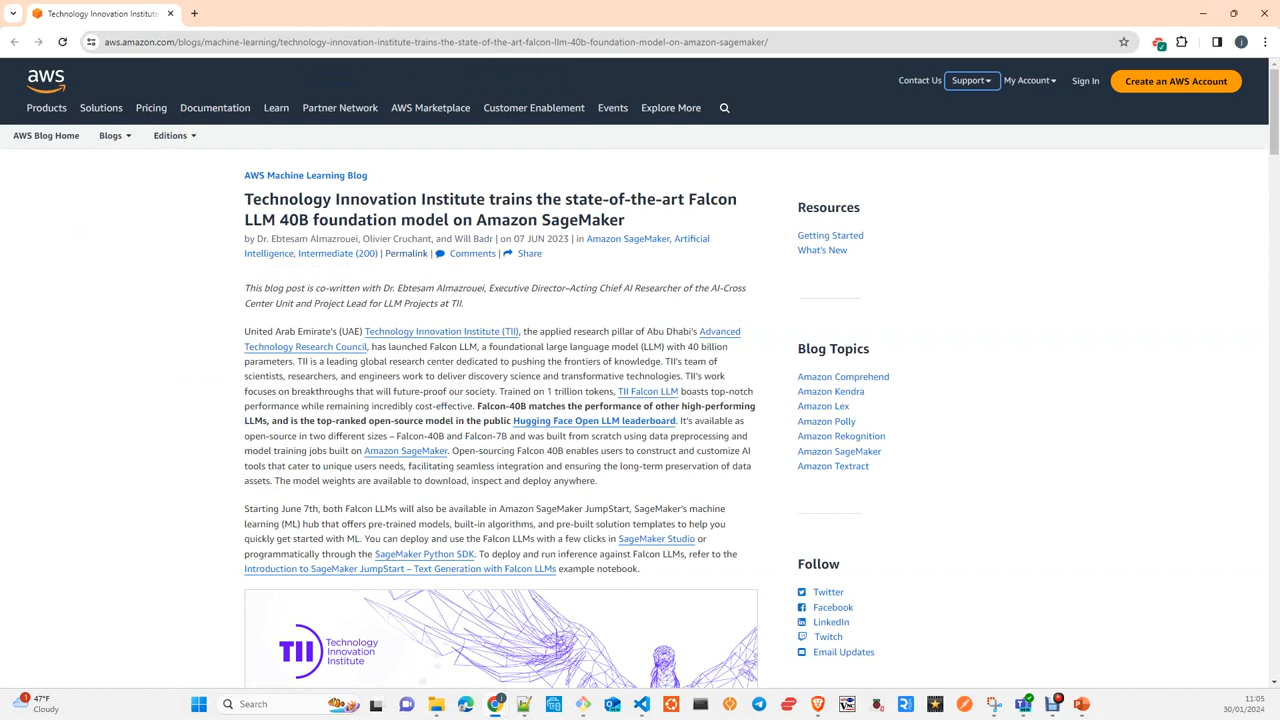 Technology Innovation Institute
aws.amazon.com/blogs/machine-learning/technology-innovation-institute-trains-the-state-of-the-art-falcon-llm-40b-foundation-model-on-amazon-sagemaker/
aws
Contact Us Support My Account Sign In Create an AWS Account
Products Solutions Pricing Documentation Learn Partner Network AWS Marketplace Customer Enablement Events Explore More
AWS Blog Home Blogs Editions
AWS Machine Learning Blog
Technology Innovation Institute trains the state-of-the-art Falcon
LLM 40B foundation model on Amazon SageMaker
by Dr. Ebtesam Almazrouei, Olivier Cruchant, and Will Badr | on 07 JUN 2023 | in Amazon SageMaker, Artificial
Intelligence, Intermediate (200) | Permalink | Comments | Share
This blog post is co-written with Dr. Ebtesam Almazrouei, Executive Director–Acting Chief AI Researcher of the AI-Cross
Center Unit and Project Lead for LLM Projects at TII.
United Arab Emirate's (UAE) Technology Innovation Institute (TII), the applied research pillar of Abu Dhabi's Advanced
Technology Research Council, has launched Falcon LLM, a foundational large language model (LLM) with 40 billion
parameters. TII is a leading global research center dedicated to pushing the frontiers of knowledge. TII's team of
scientists, researchers, and engineers work to deliver discovery science and transformative technologies. TII's work
focuses on breakthroughs that will future-proof our society. Trained on 1 trillion tokens, TII Falcon LLM boasts top-notch
performance while remaining incredibly cost-effective. Falcon-40B matches the performance of other high-performing
LLMs, and is the top-ranked open-source model in the public Hugging Face Open LLM leaderboard. It's available as
open-source in two different sizes – Falcon-40B and Falcon-7B and was built from scratch using data preprocessing and
model training jobs built on Amazon SageMaker. Open-sourcing Falcon 40B enables users to construct and customize AI
tools that cater to unique users needs, facilitating seamless integration and ensuring the long-term preservation of data
assets. The model weights are available to download, inspect and deploy anywhere.
Starting June 7th, both Falcon LLMs will also be available in Amazon SageMaker JumpStart, SageMaker's machine
learning (ML) hub that offers pre-trained models, built-in algorithms, and pre-built solution templates to help you
quickly get started with ML. You can deploy and use the Falcon LLMs with a few clicks in SageMaker Studio or
programmatically through the SageMaker Python SDK. To deploy and run inference against Falcon LLMs, refer to the
Introduction to SageMaker JumpStart – Text Generation with Falcon LLMs example notebook.
TII Technology
Innovation
Institute
Resources
Getting Started
What's New
Blog Topics
Amazon Comprehend
Amazon Kendra
Amazon Lex
Amazon Polly
Amazon Rekognition
Amazon SageMaker
Amazon Textract
Follow
Twitter
Facebook
LinkedIn
Twitch
Email Updates
1
47°F
Cloudy
Search
11:05
30/01/2024